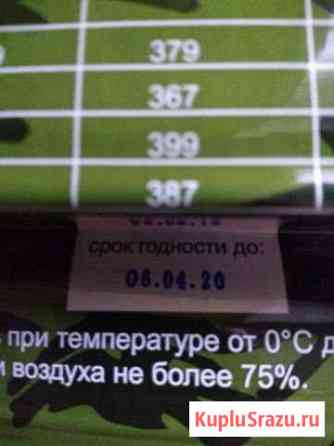 379
367
399
387
срок годности до:
06.04.20
при температуре от 0°С
воздуха не более 75%.
KupluSrazu.ru